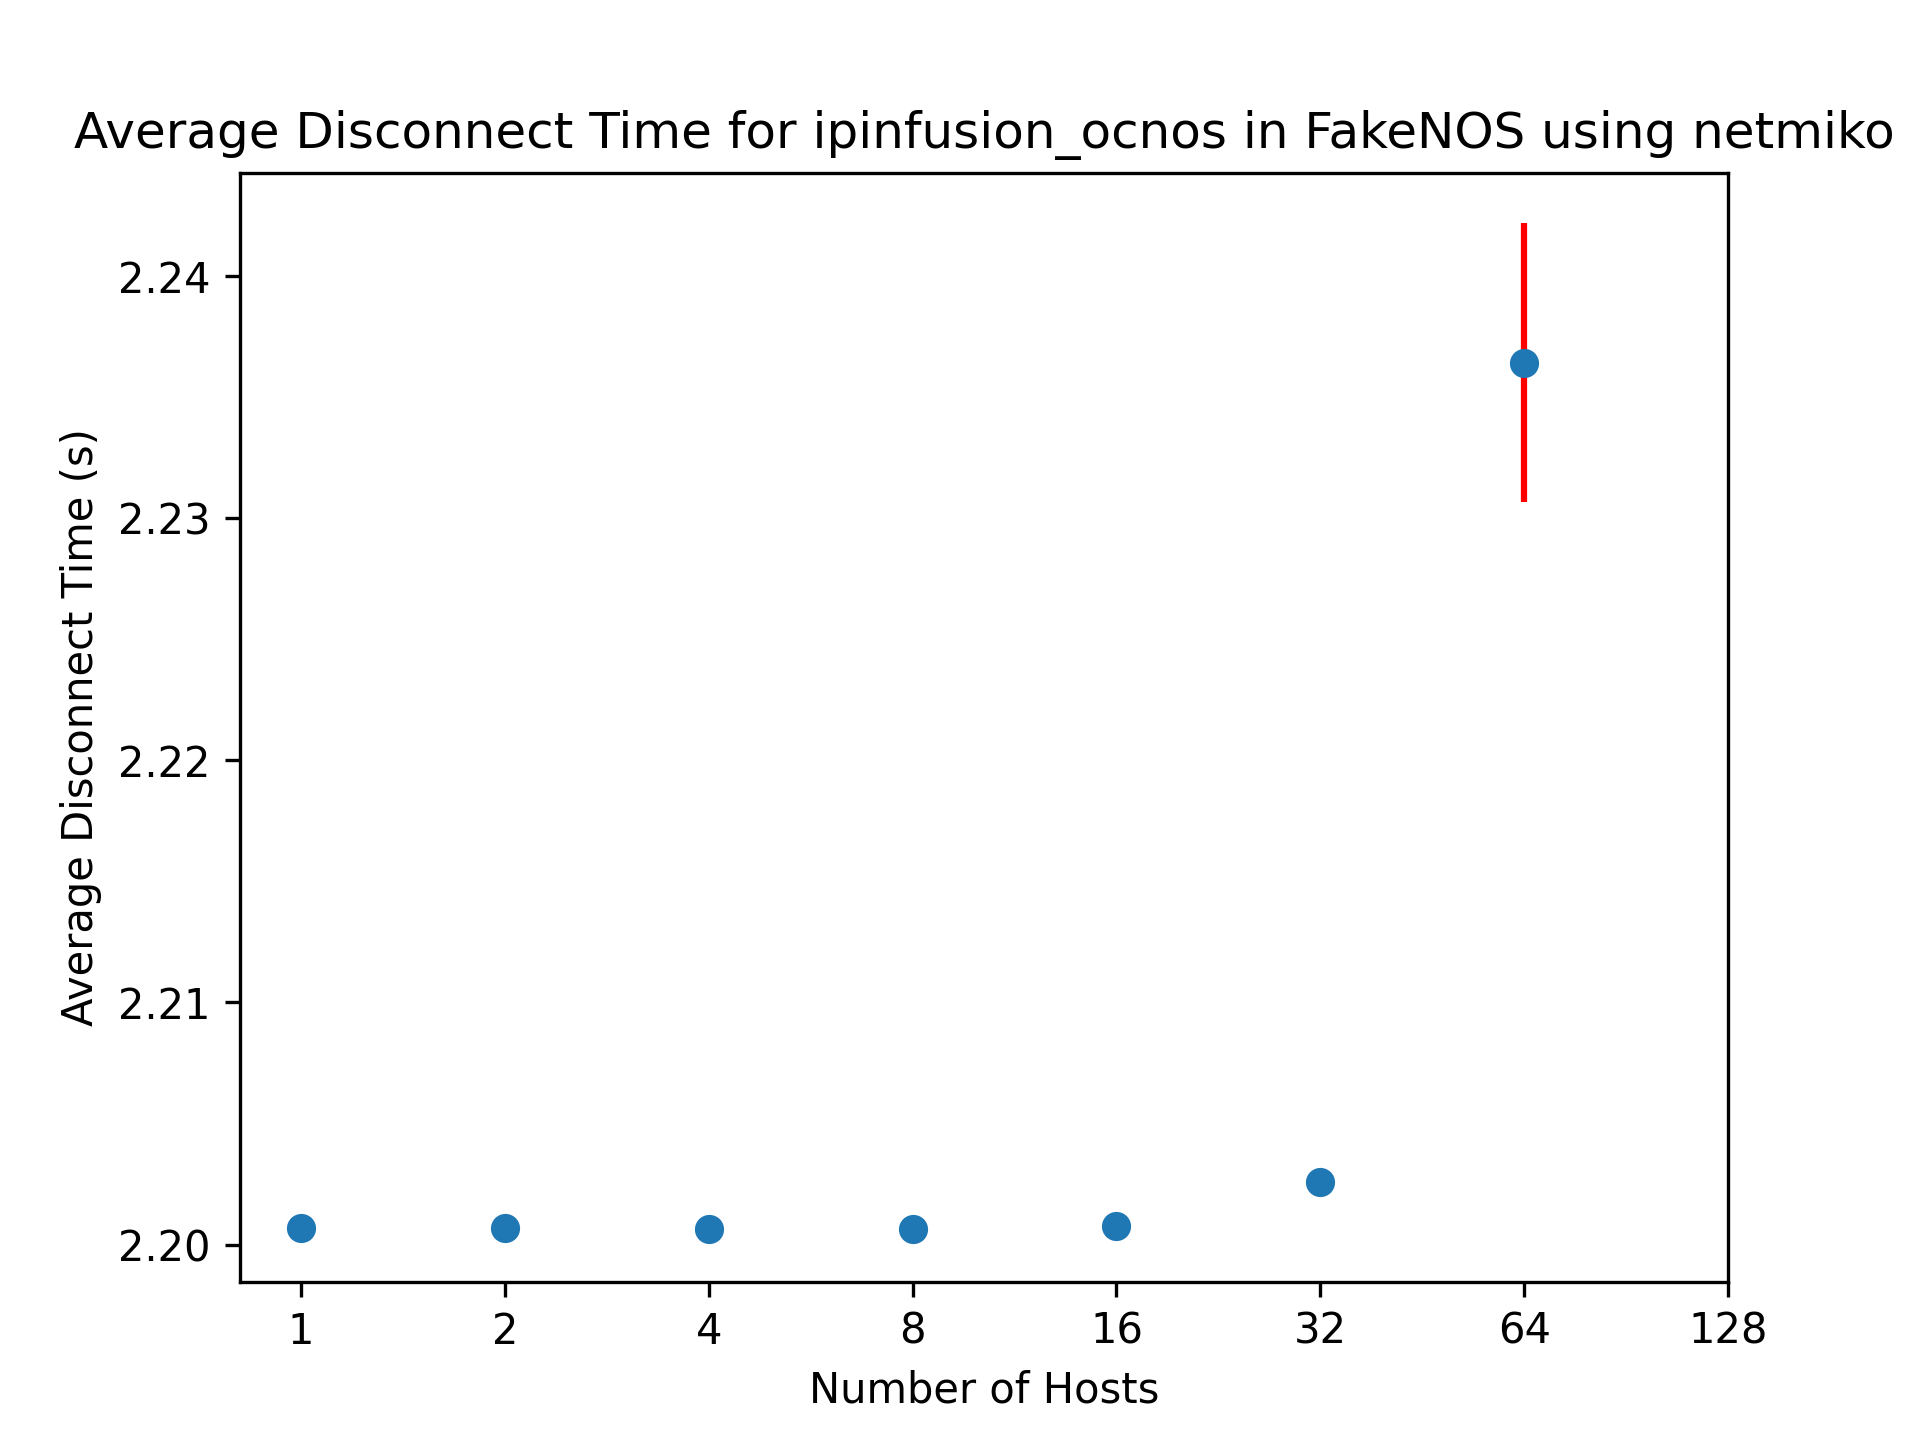 Average Disconnect Time for ipinfusion_ocnos in FakeNOS using netmiko
Average Disconnect Time (s)
2.24
2.23
2.22
2.21
2.20
1 2 4 8 16 32 64 128
Number of Hosts